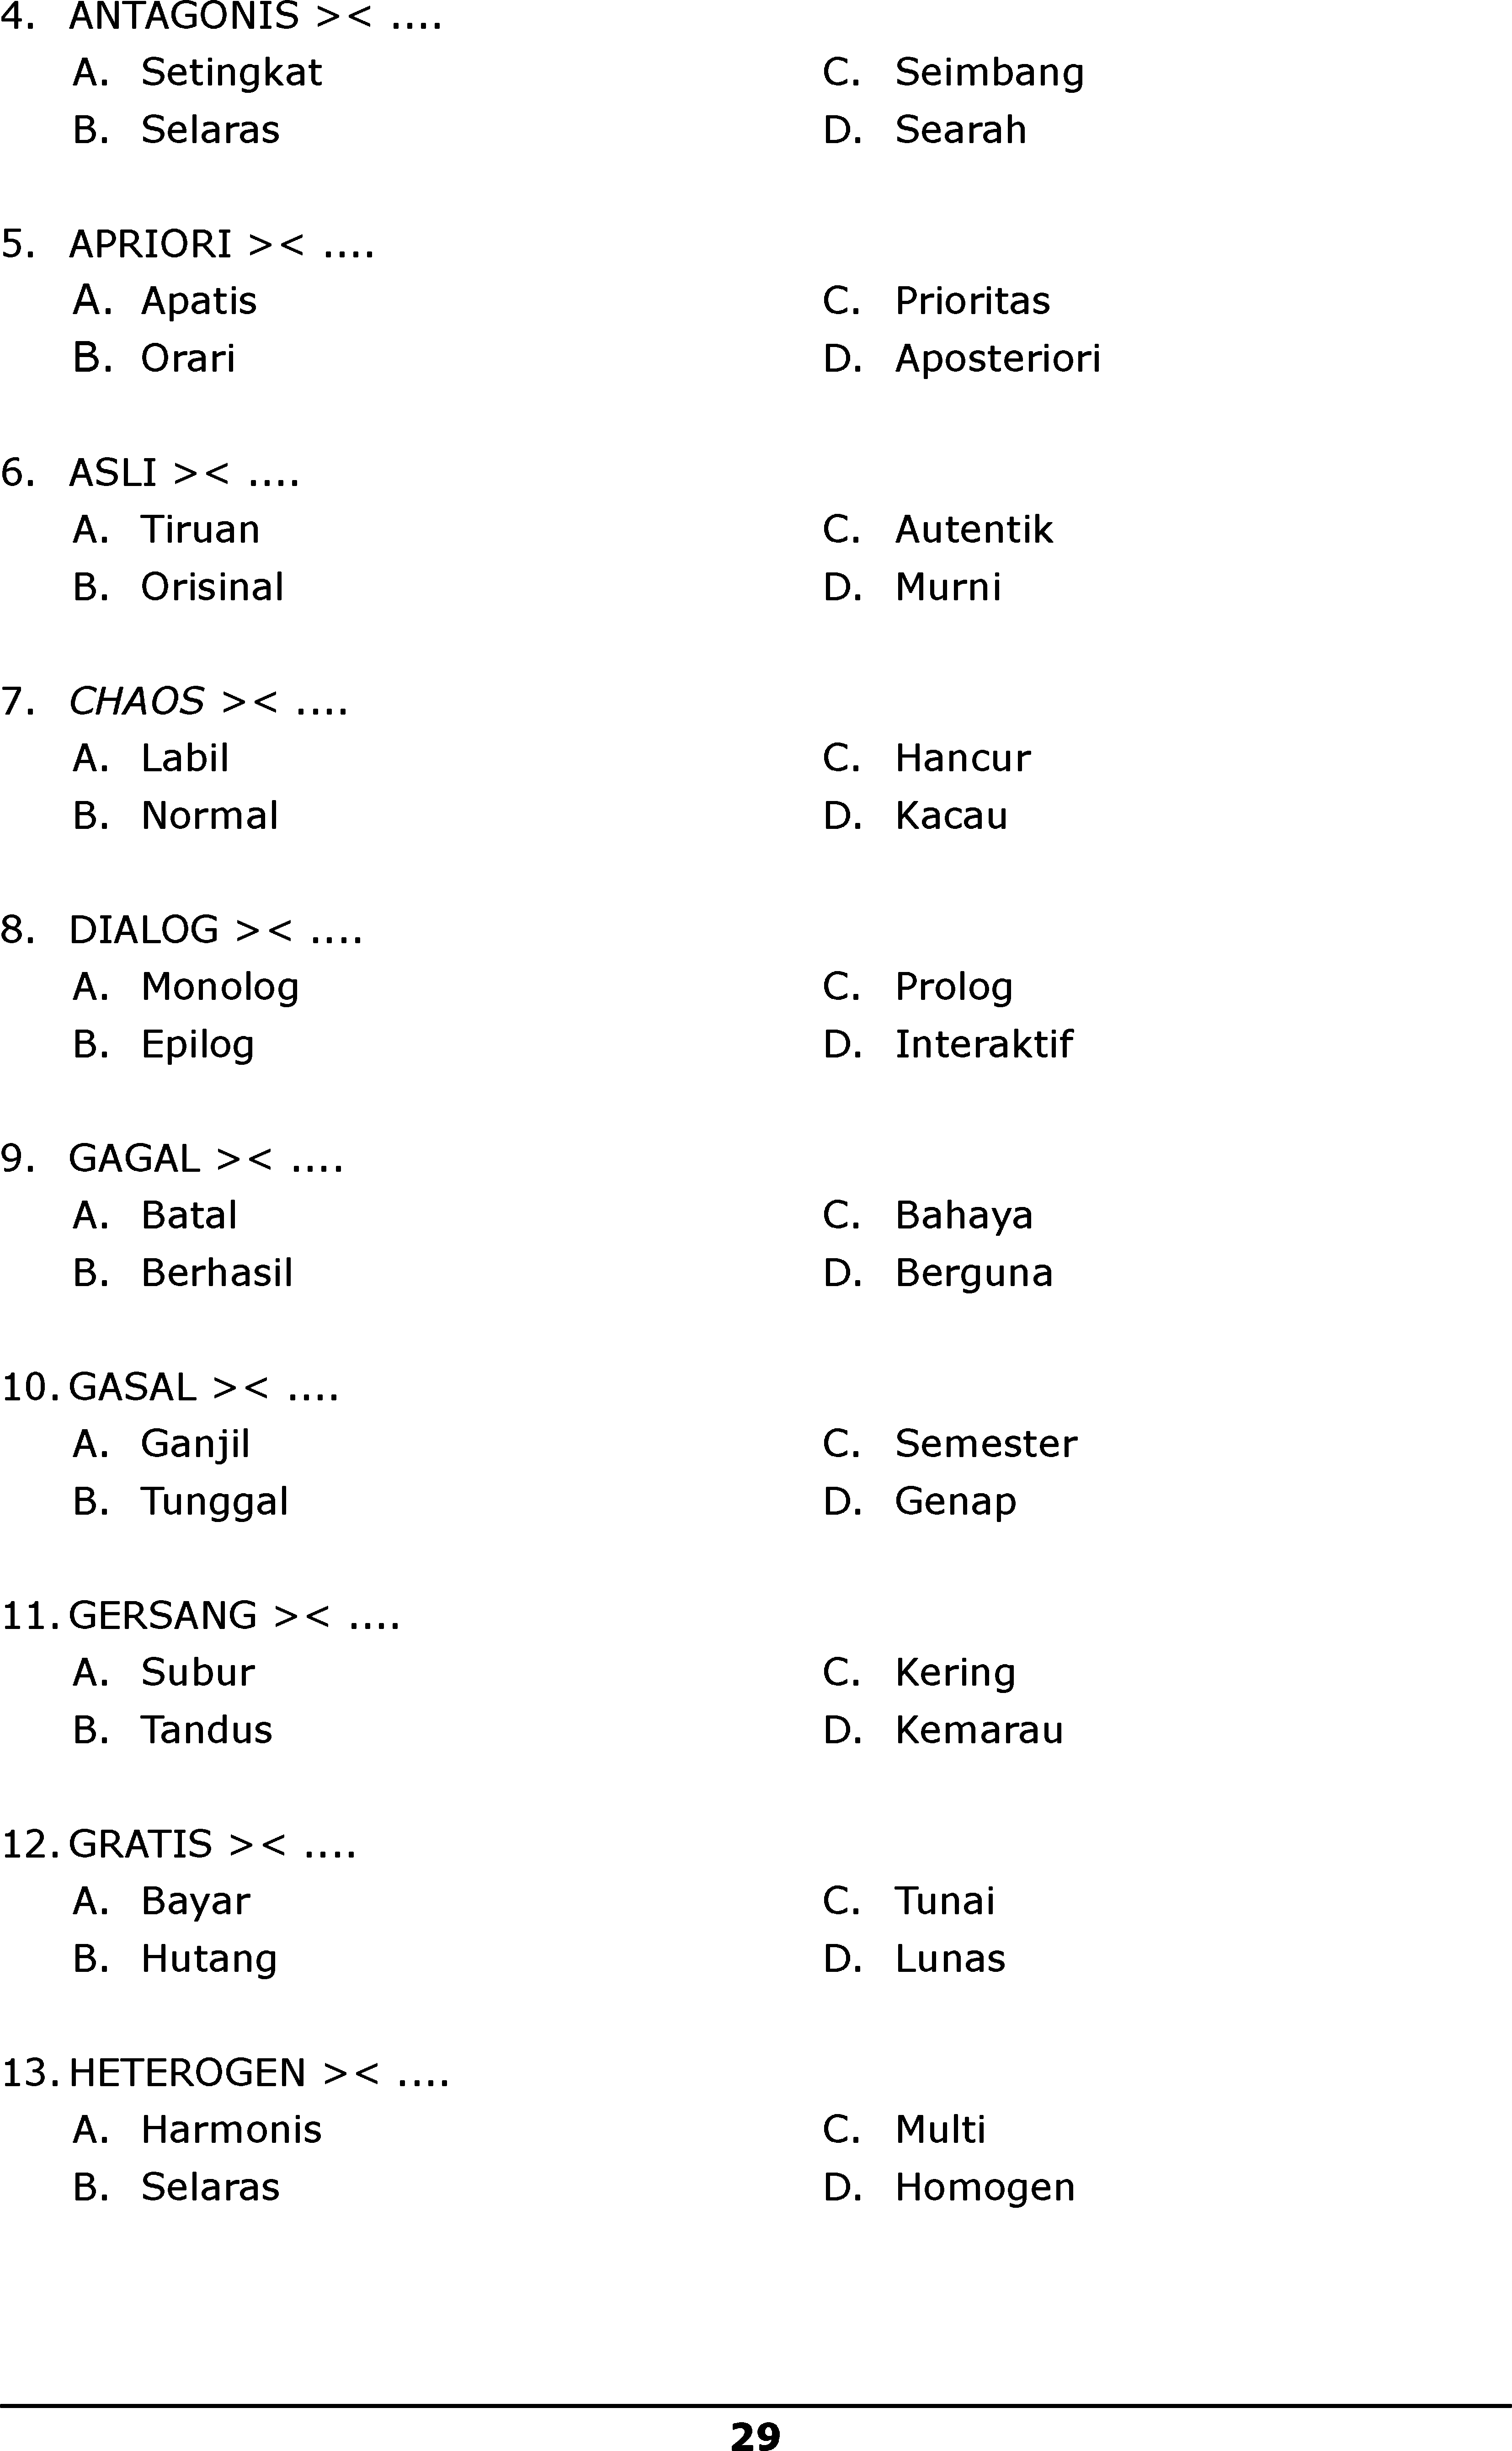 4. ANTAGONIS >< ....
A. Setingkat C. Seimbang
B. Selaras D. Searah
5. APRIORI >< ....
A. Apatis C. Prioritas
B. Orari D. Aposteriori
6. ASLI >< ....
A. Tiruan C. Autentik
B. Orisinal D. Murni
7. CHAOS >< ....
A. Labil C. Hancur
B. Normal D. Kacau
8. DIALOG >< ....
A. Monolog C. Prolog
B. Epilog D. Interaktif
9. GAGAL >< ....
A. Batal C. Bahaya
B. Berhasil D. Berguna
10. GASAL >< ....
A. Ganjil C. Semester
B. Tunggal D. Genap
11. GERSANG >< ....
A. Subur C. Kering
B. Tandus D. Kemarau
12. GRATIS >< ....
A. Bayar C. Tunai
B. Hutang D. Lunas
13. HETEROGEN >< ....
A. Harmonis C. Multi
B. Selaras D. Homogen
29